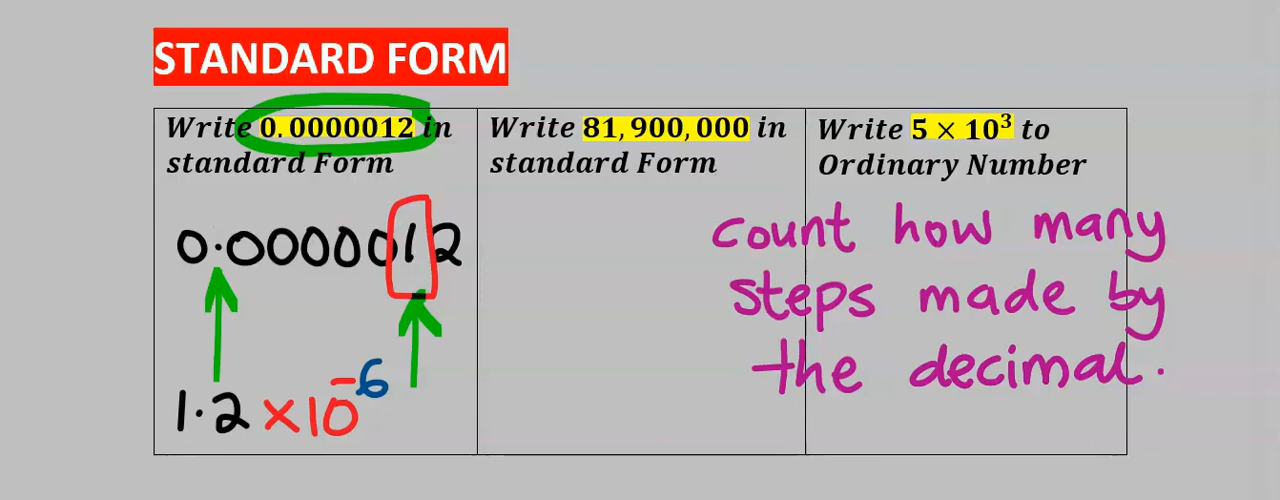 STANDARD FORM
Write 0.0000012 in
standard Form
0.0000012
1.2 ×10⁻⁶
Write 81,900,000 in
standard Form
Write 5 × 10³ to
Ordinary Number
count how many
steps made by
the decimal.